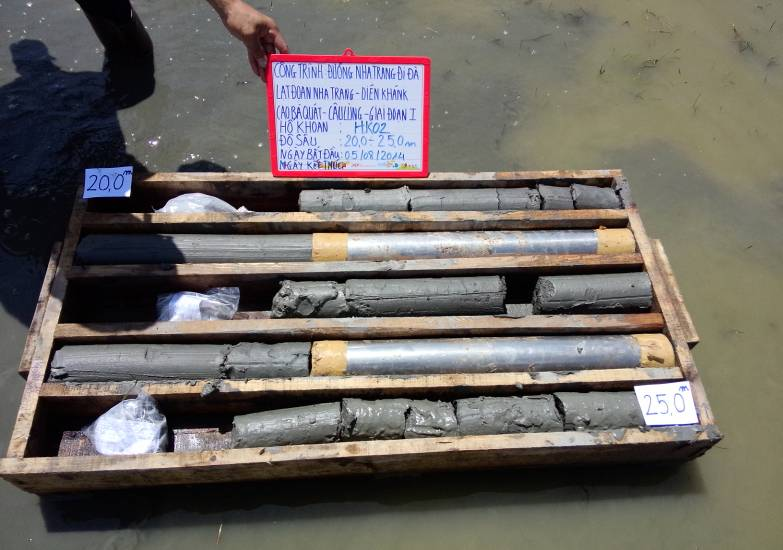 CÔNG TRÌNH ĐƯỜNG NHA TRANG ĐI ĐÀ
LẠT ĐOẠN NHA TRANG - DIÊN KHÁNH
CAO BÁ QUÁT - CẦU LÙNG - GIAI ĐOẠN I
HỐ KHOAN : HK02
ĐỘ SÂU : 20,0 ÷ 25,0m
NGÀY BẮT ĐẦU: 05/08/2014
NGÀY KẾT THÚC:
20,0m
25,0m